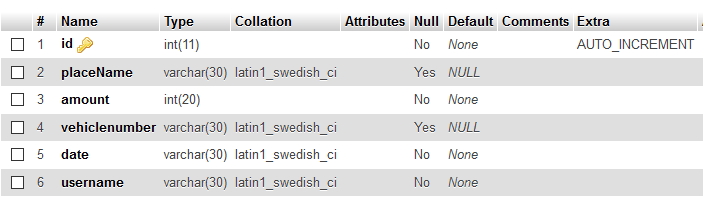 # Name Type Collation Attributes Null Default Comments Extra
1 id int(11) No None AUTO_INCREMENT
2 placeName varchar(30) latin1_swedish_ci Yes NULL
3 amount int(20) No None
4 vehiclenumber varchar(30) latin1_swedish_ci Yes NULL
5 date varchar(30) latin1_swedish_ci No None
6 username varchar(30) latin1_swedish_ci No None